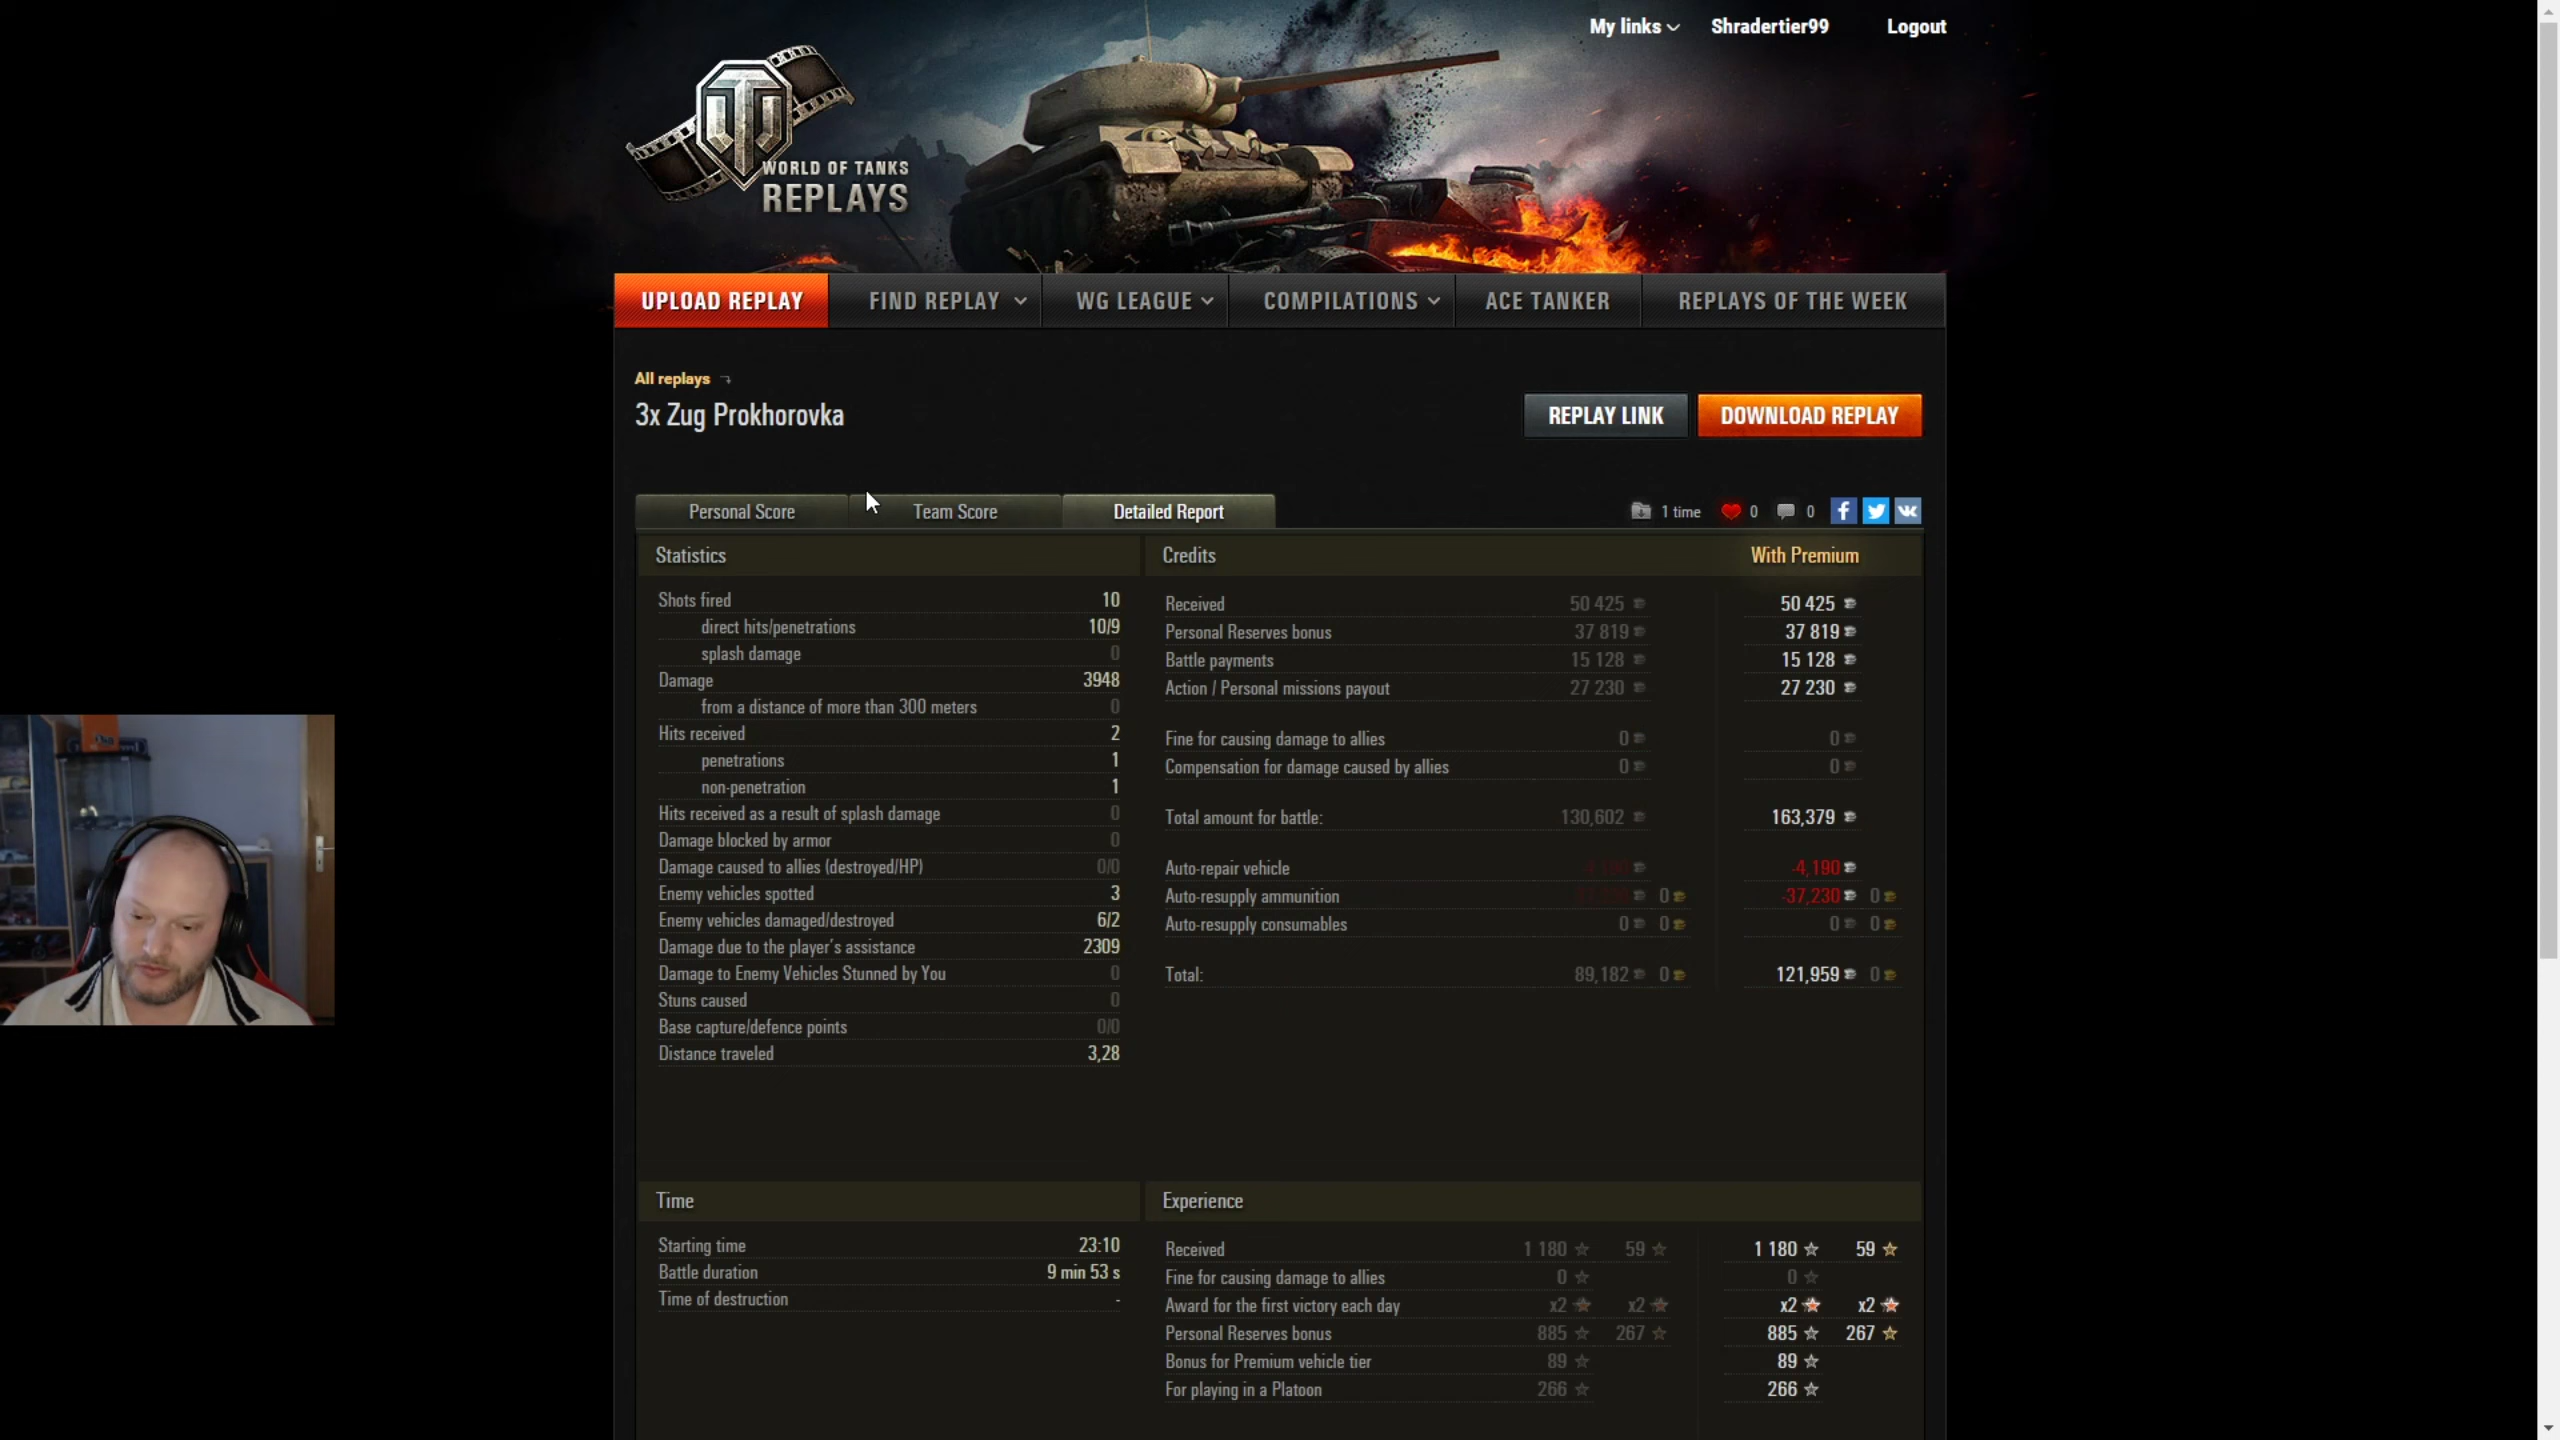 My links Shradertier99 Logout
WORLD OF TANKS
REPLAYS
UPLOAD REPLAY FIND REPLAY WG LEAGUE COMPILATIONS ACE TANKER REPLAYS OF THE WEEK
All replays
3x Zug Prokhorovka
REPLAY LINK DOWNLOAD REPLAY
Personal Score Team Score Detailed Report 1 time 0 0
Statistics
Shots fired 10
direct hits/penetrations 10/9
splash damage 0
Damage 3948
from a distance of more than 300 meters 0
Hits received 2
penetrations 1
non-penetration 1
Hits received as a result of splash damage 0
Damage blocked by armor 0
Damage caused to allies (destroyed/HP) 0/0
Enemy vehicles spotted 3
Enemy vehicles damaged/destroyed 6/2
Damage due to the player's assistance 2309
Damage to Enemy Vehicles Stunned by You 0
Stuns caused 0
Base capture/defence points 0/0
Distance traveled 3,28
Credits With Premium
Received 50 425 50 425
Personal Reserves bonus 37 819 37 819
Battle payments 15 128 15 128
Action / Personal missions payout 27 230 27 230
Fine for causing damage to allies 0 0
Compensation for damage caused by allies 0 0
Total amount for battle: 130,602 163,379
Auto-repair vehicle -4,190
Auto-resupply ammunition 0 -37,230 0
Auto-resupply consumables 0 0 0 0
Total: 89,182 0 121,959 0
Time
Starting time 23:10
Battle duration 9 min 53 s
Time of destruction -
Experience
Received 1 180 59 1 180 59
Fine for causing damage to allies 0 0
Award for the first victory each day x2 x2 x2 x2
Personal Reserves bonus 885 267 885 267
Bonus for Premium vehicle tier 89 89
For playing in a Platoon 266 266